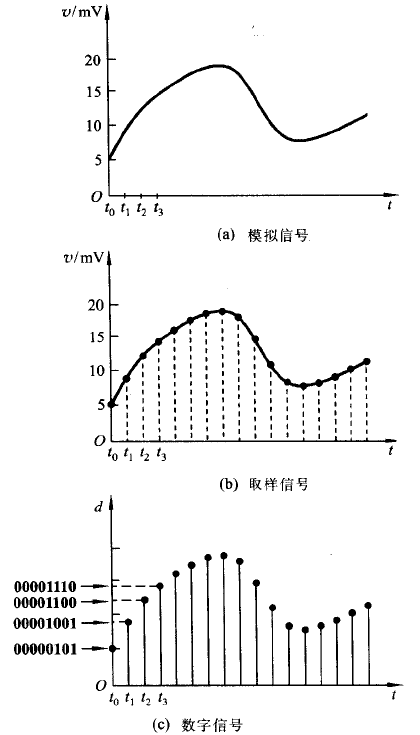 v/mV
20
15
10
5
O
t₀ t₁ t₂ t₃ t
(a) 模拟信号
v/mV
20
15
10
5
O
t₀ t₁ t₂ t₃ t
(b) 取样信号
d
00001110
00001100
00001001
00000101
O
t₀ t₁ t₂ t₃ t
(c) 数字信号